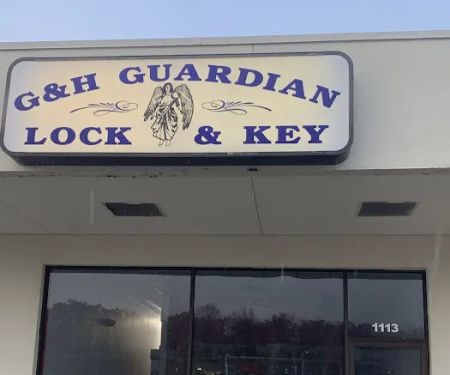 G&H GUARDIAN
LOCK & KEY
1113